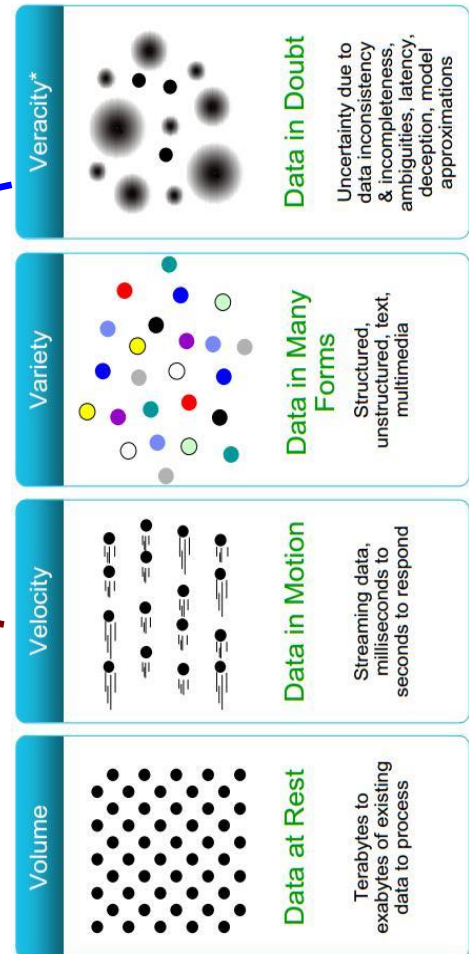 Volume
Data at Rest
Terabytes to
exabytes of existing
data to process
Velocity
Data in Motion
Streaming data,
milliseconds to
seconds to respond
Variety
Data in Many
Forms
Structured,
unstructured, text,
multimedia
Veracity*
Data in Doubt
Uncertainty due to
data inconsistency
& incompleteness,
ambiguities, latency,
deception, model
approximations